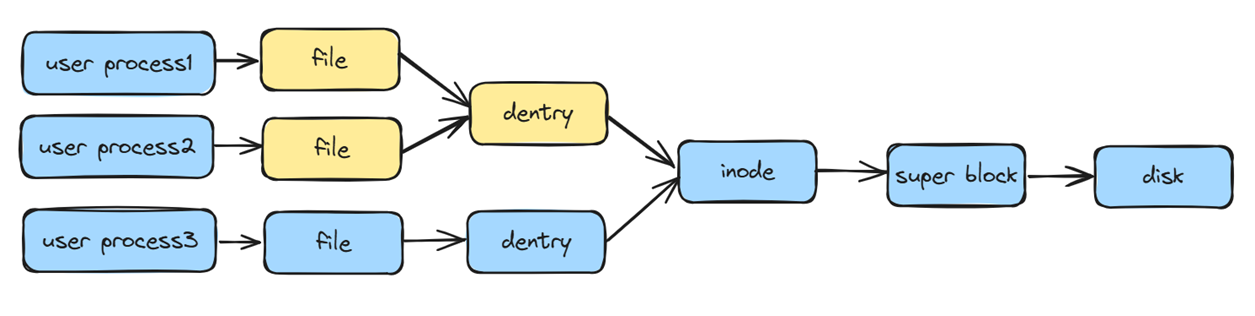 user process1
file
user process2
file
dentry
user process3
file
dentry
inode
super block
disk